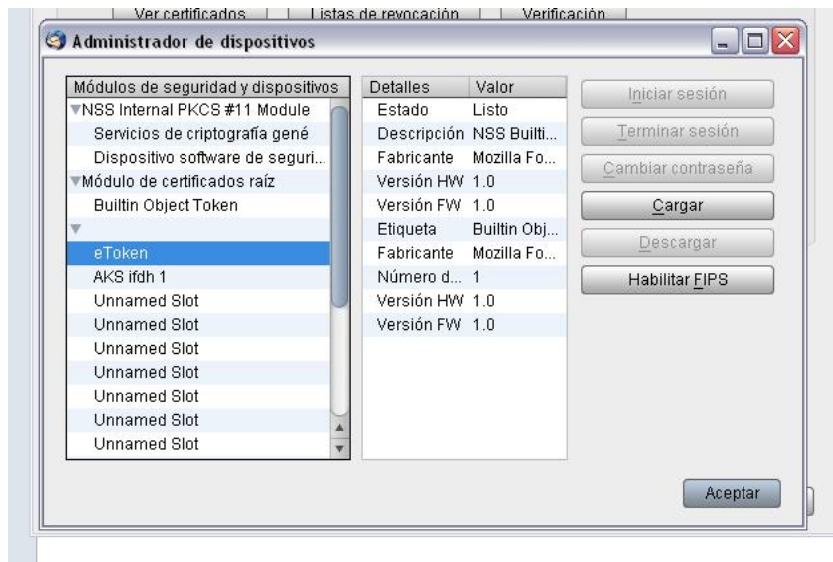 Ver certificados Listas de revocación Verificación
Administrador de dispositivos
Módulos de seguridad y dispositivos
NSS Internal PKCS #11 Module
Servicios de criptografía gené
Dispositivo software de seguri...
Módulo de certificados raíz
Builtin Object Token
eToken
AKS ifdh 1
Unnamed Slot
Unnamed Slot
Unnamed Slot
Unnamed Slot
Unnamed Slot
Unnamed Slot
Unnamed Slot
Detalles Valor
Estado Listo
Descripción NSS Builti...
Fabricante Mozilla Fo...
Versión HW 1.0
Versión FW 1.0
Etiqueta Builtin Obj...
Fabricante Mozilla Fo...
Número d... 1
Versión HW 1.0
Versión FW 1.0
Iniciar sesión
Terminar sesión
Cambiar contraseña
Cargar
Descargar
Habilitar FIPS
Aceptar